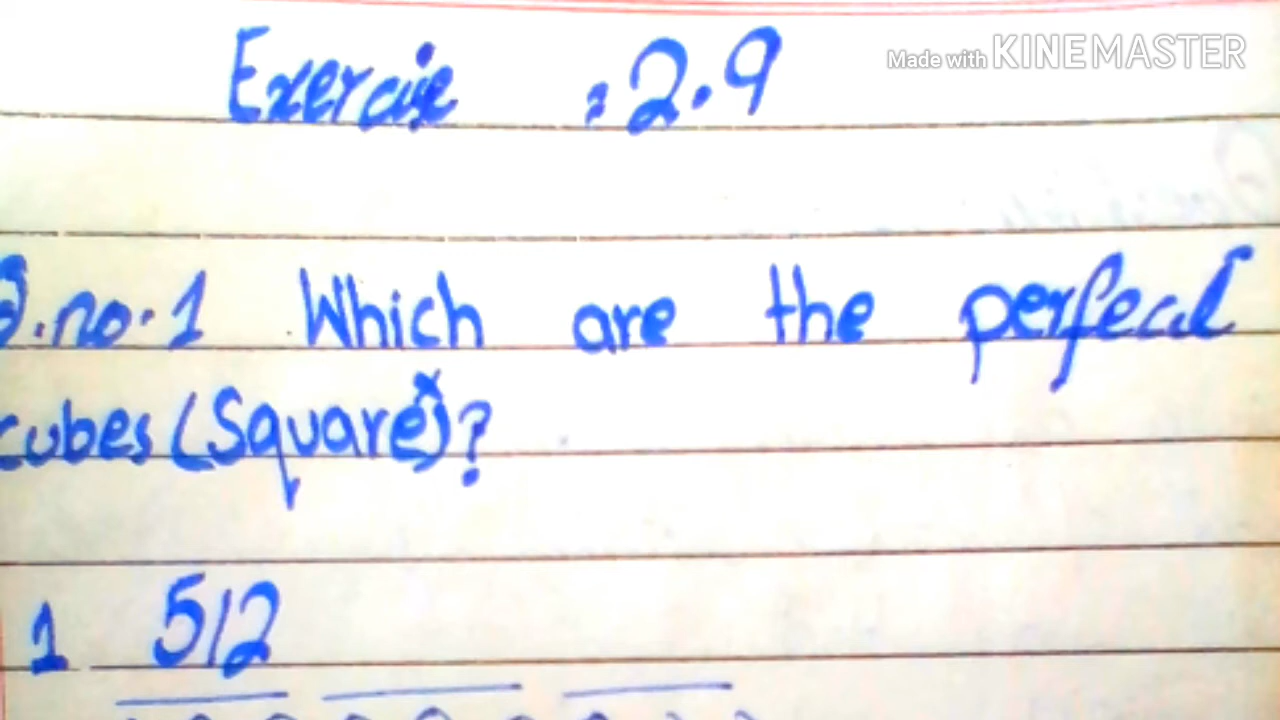 Exercise : 2.9
Made with KINEMASTER
Q.no.1 Which are the perfect
cubes (Square)?
1 512